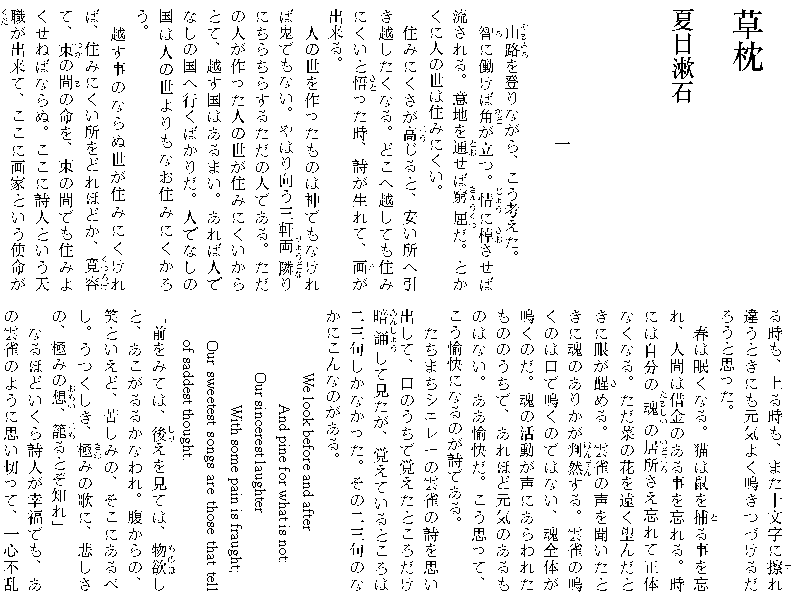 草枕
夏目漱石
一
山路を登りながら、こう考えた。
智に働けば角が立つ。情に棹させば
流される。意地を通せば窮屈だ。とか
くに人の世は住みにくい。
住みにくさが高じると、安い所へ引
き越したくなる。どこへ越しても住み
にくいと悟った時、詩が生れて、画が
出来る。
人の世を作ったものは神でもなけれ
ば鬼でもない。やはり向う三軒両隣り
にちらちらするただの人である。ただ
の人が作った人の世が住みにくいから
とて、越す国はあるまい。あれば人で
なしの国へ行くばかりだ。人でなしの
国は人の世よりもなお住みにくかろ
う。
越す事のならぬ世が住みにくけれ
ば、住みにくい所をどれほどか、寛容
て、束の間の命を、束の間でも住みよ
くせねばならぬ。ここに詩人という天
職が出来て、ここに画家という使命が
る時も、上る時も、また十文字に擦れ
違うときにも元気よく鳴きつづけるだ
ろうと思った。
春は眠くなる。猫は鼠を捕る事を忘
れ、人間は借金のある事を忘れる。時
には自分の魂の居所さえ忘れて正体
なくなる。ただ菜の花を遠く望んだと
きに眼が醒める。雲雀の声を聞いたと
きに魂のありかが判然する。雲雀の鳴
くのは口で鳴くのではない、魂全体が
鳴くのだ。魂の活動が声にあらわれた
もののうちで、あれほど元気のあるも
のはない。ああ愉快だ。こう思って、
こう愉快になるのが詩である。
たちまちシェレーの雲雀の詩を思い
出して、口のうちで覚えたところだけ
暗誦して見たが、覚えているところは
二三句しかなかった。その二三句のな
かにこんなのがある。
We look before and after
And pine for what is not:
Our sincerest laughter
With some pain is fraught;
Our sweetest songs are those that tell
of saddest thought.
「前をみては、後えを見ては、物欲し
と、あこがるるかなわれ。腹からの、
笑といえど、苦しみの、そこにあるべ
し。うつくしき、極みの歌に、悲しさ
の、極みの想、籠るとぞ知れ」
なるほどいくら詩人が幸福でも、あ
の雲雀のように思い切って、一心不乱